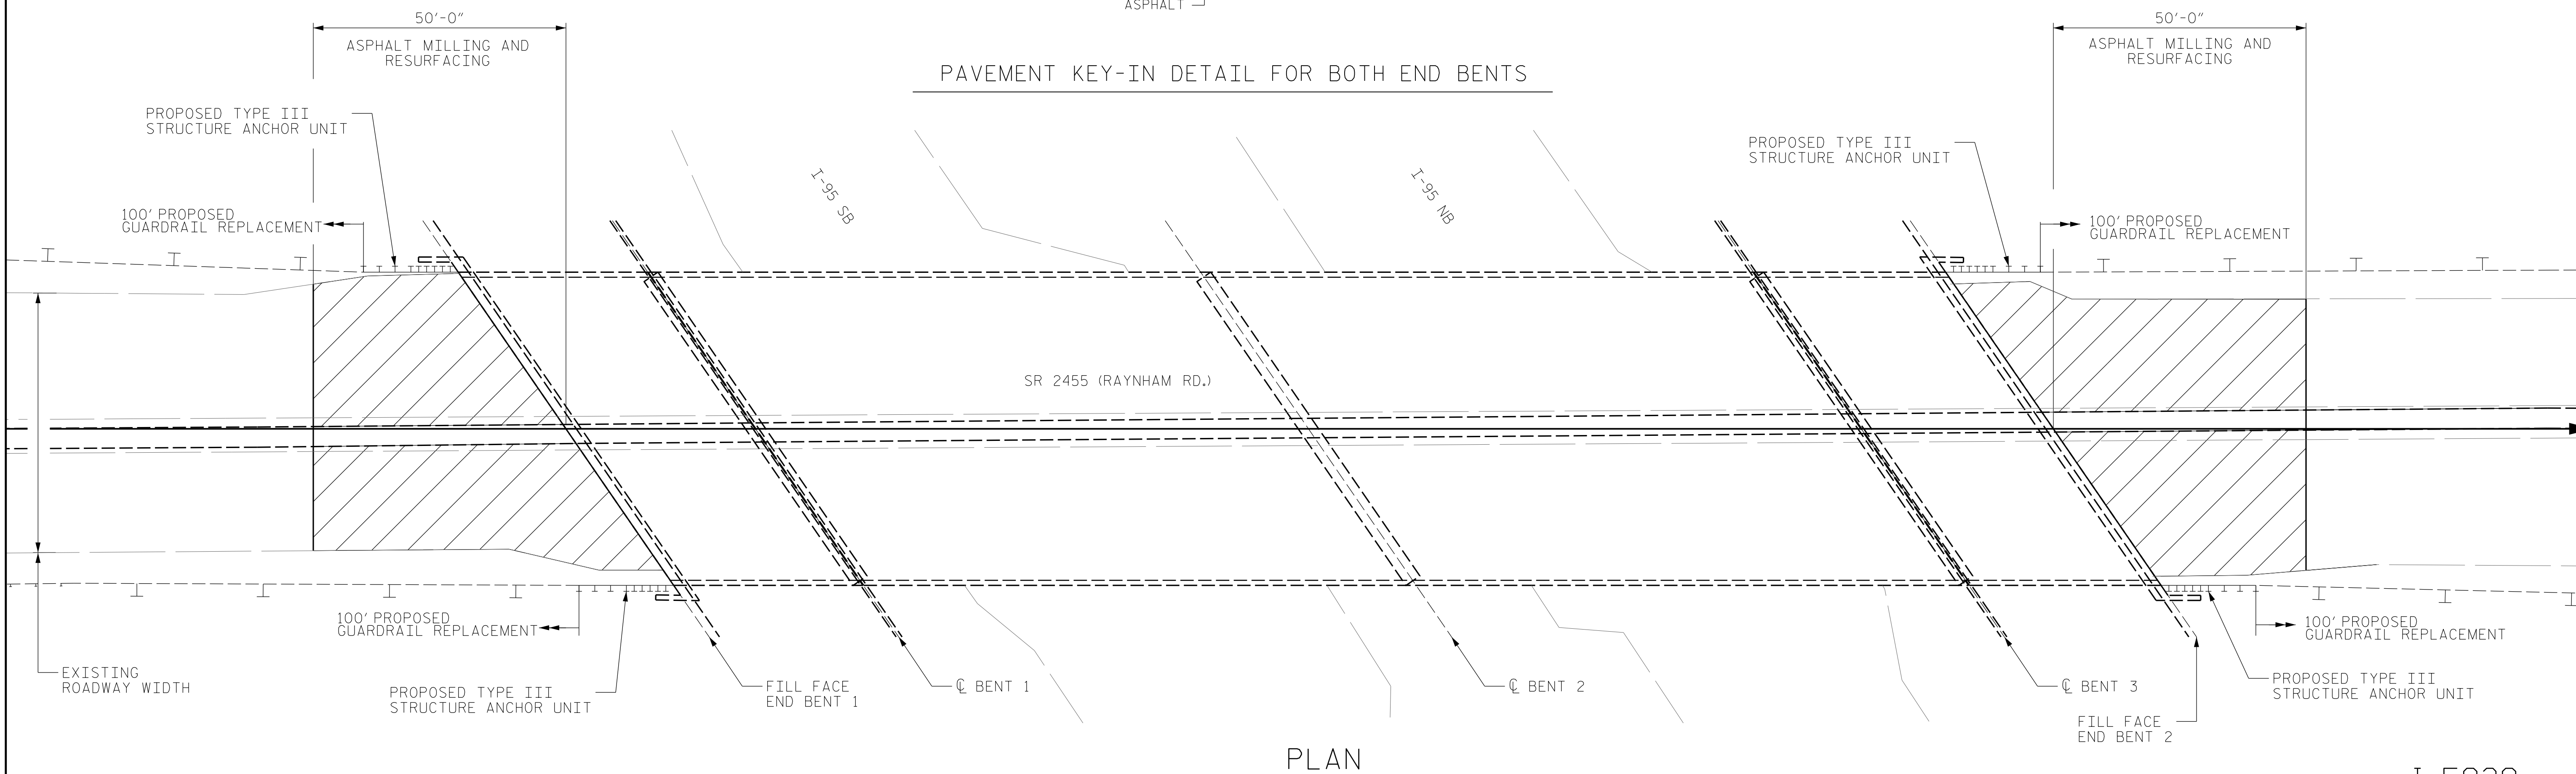 ASPHALT
50'-0"
ASPHALT MILLING AND
RESURFACING
50'-0"
ASPHALT MILLING AND
RESURFACING
PAVEMENT KEY-IN DETAIL FOR BOTH END BENTS
PROPOSED TYPE III
STRUCTURE ANCHOR UNIT
PROPOSED TYPE III
STRUCTURE ANCHOR UNIT
I-95 SB
I-95 NB
100' PROPOSED
GUARDRAIL REPLACEMENT
100' PROPOSED
GUARDRAIL REPLACEMENT
SR 2455 (RAYNHAM RD.)
100' PROPOSED
GUARDRAIL REPLACEMENT
100' PROPOSED
GUARDRAIL REPLACEMENT
EXISTING
ROADWAY WIDTH
PROPOSED TYPE III
STRUCTURE ANCHOR UNIT
FILL FACE
END BENT 1
℄ BENT 1
℄ BENT 2
℄ BENT 3
PROPOSED TYPE III
STRUCTURE ANCHOR UNIT
FILL FACE
END BENT 2
PLAN